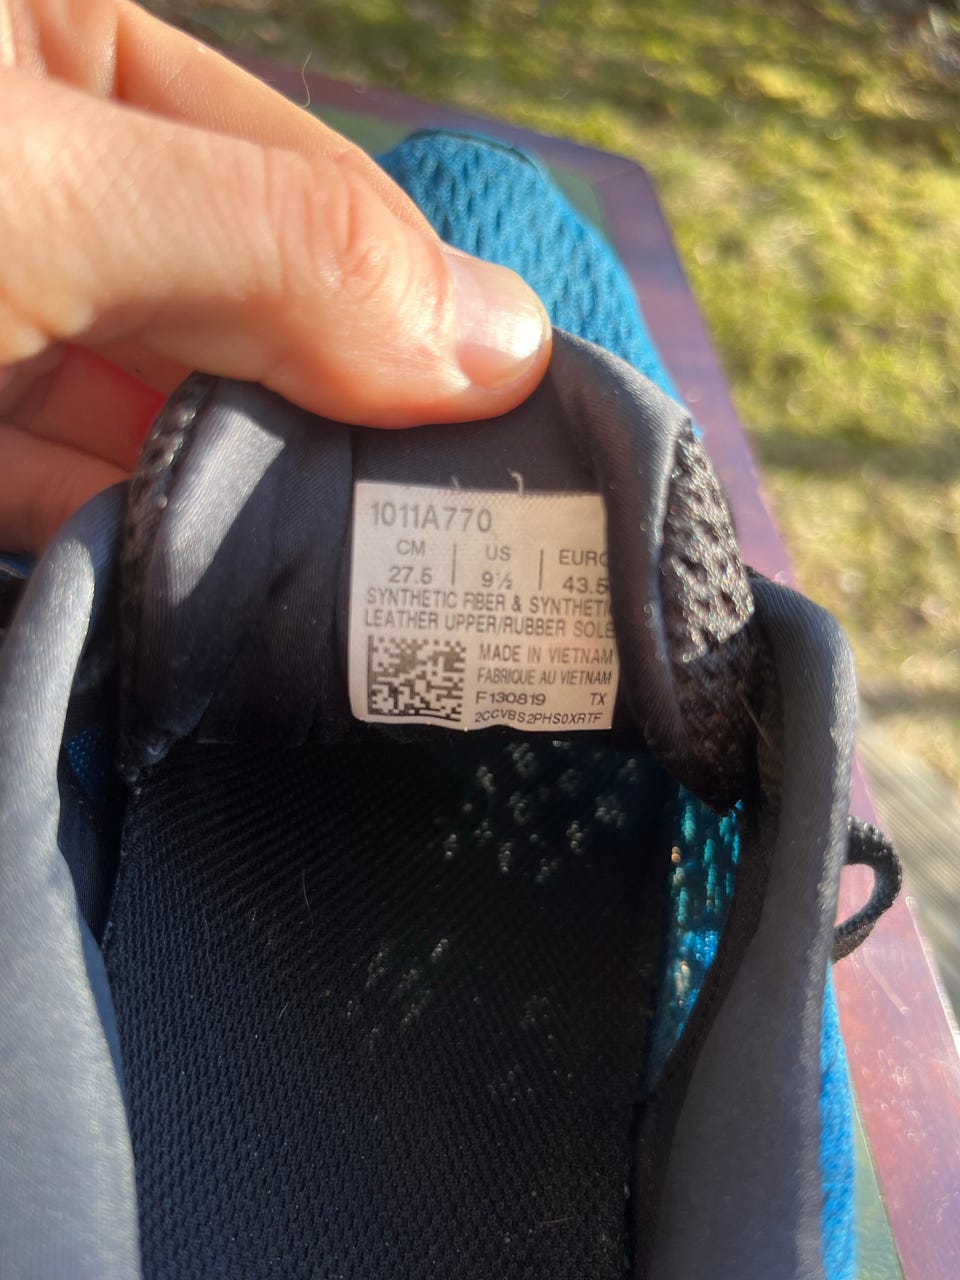 1011A770
CM | US | EURO
27.5 | 9½ | 43.5
SYNTHETIC FIBER & SYNTHETI
LEATHER UPPER/RUBBER SOLE
MADE IN VIETNAM
FABRIQUE AU VIETNAM
F130819 TX
2CCVBS2PHS0XRTF